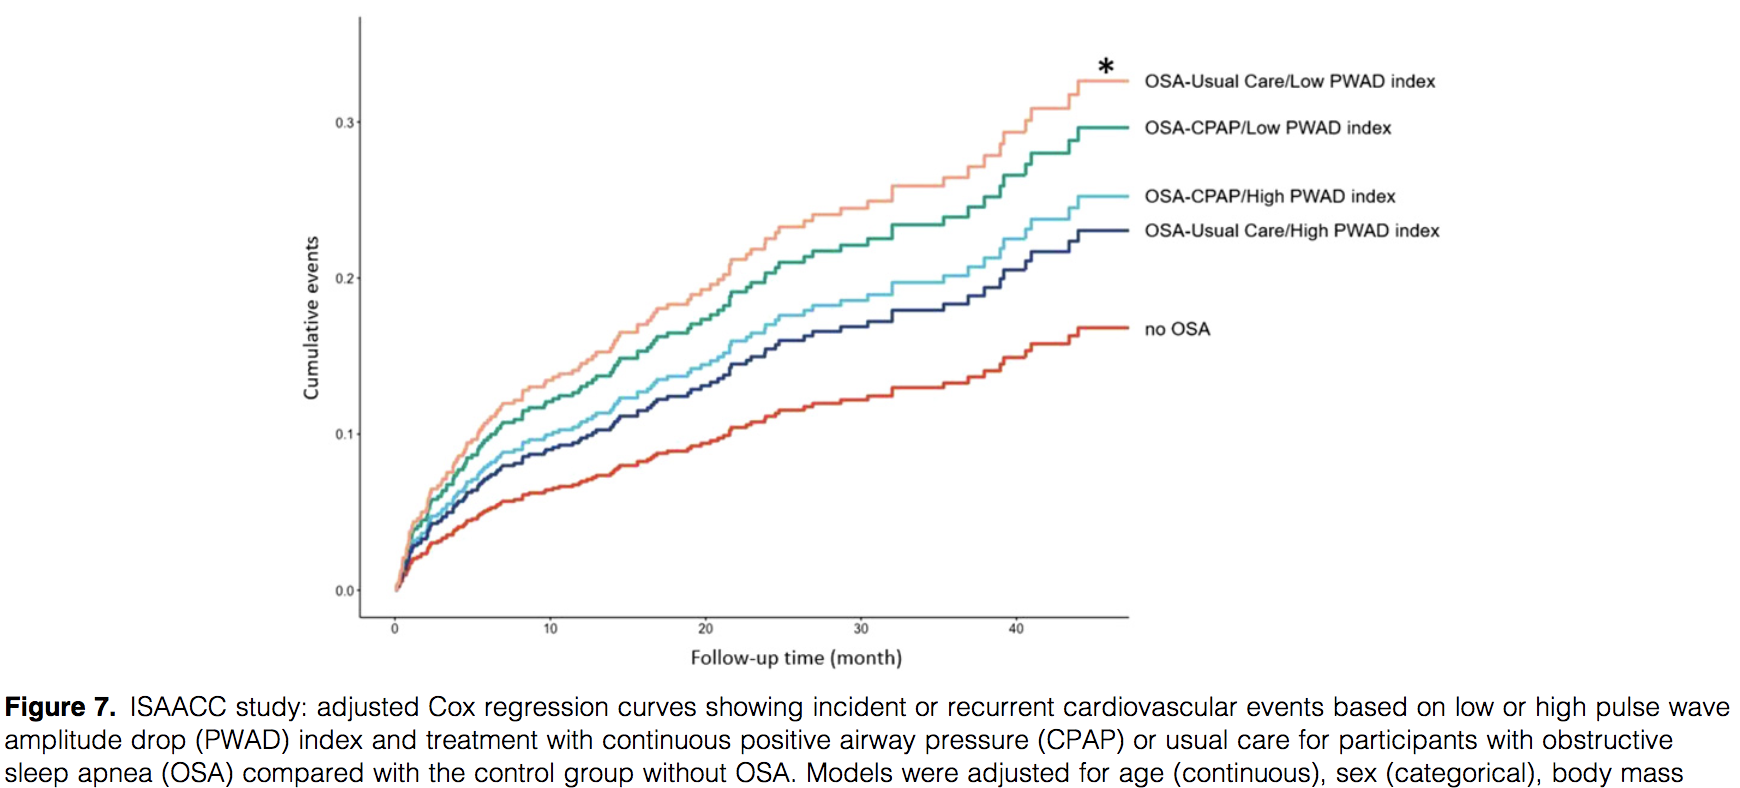 *
OSA-Usual Care/Low PWAD index
OSA-CPAP/Low PWAD index
OSA-CPAP/High PWAD index
OSA-Usual Care/High PWAD index
no OSA
Cumulative events
0.3
0.2
0.1
0.0
0 10 20 30 40
Follow-up time (month)
Figure 7. ISAACC study: adjusted Cox regression curves showing incident or recurrent cardiovascular events based on low or high pulse wave
amplitude drop (PWAD) index and treatment with continuous positive airway pressure (CPAP) or usual care for participants with obstructive
sleep apnea (OSA) compared with the control group without OSA. Models were adjusted for age (continuous), sex (categorical), body mass